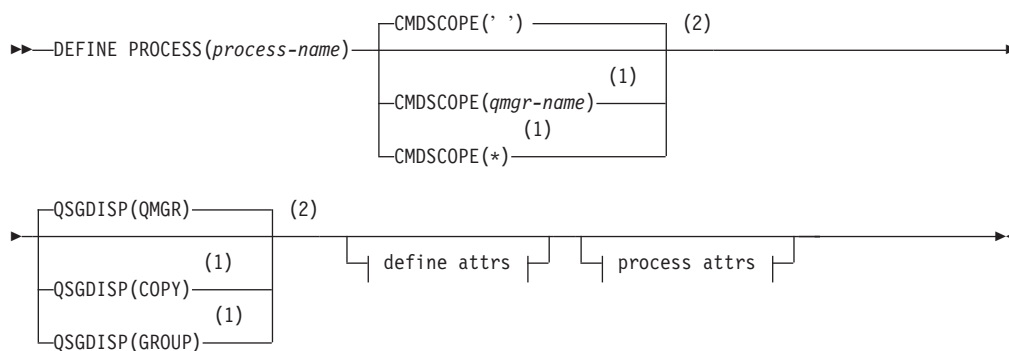 CMDSCOPE(’ ’) (2)
DEFINE PROCESS(process-name)
(1)
CMDSCOPE(qmgr-name)
(1)
CMDSCOPE(*)
QSGDISP(QMGR) (2)
define attrs process attrs
(1)
QSGDISP(COPY)
(1)
QSGDISP(GROUP)